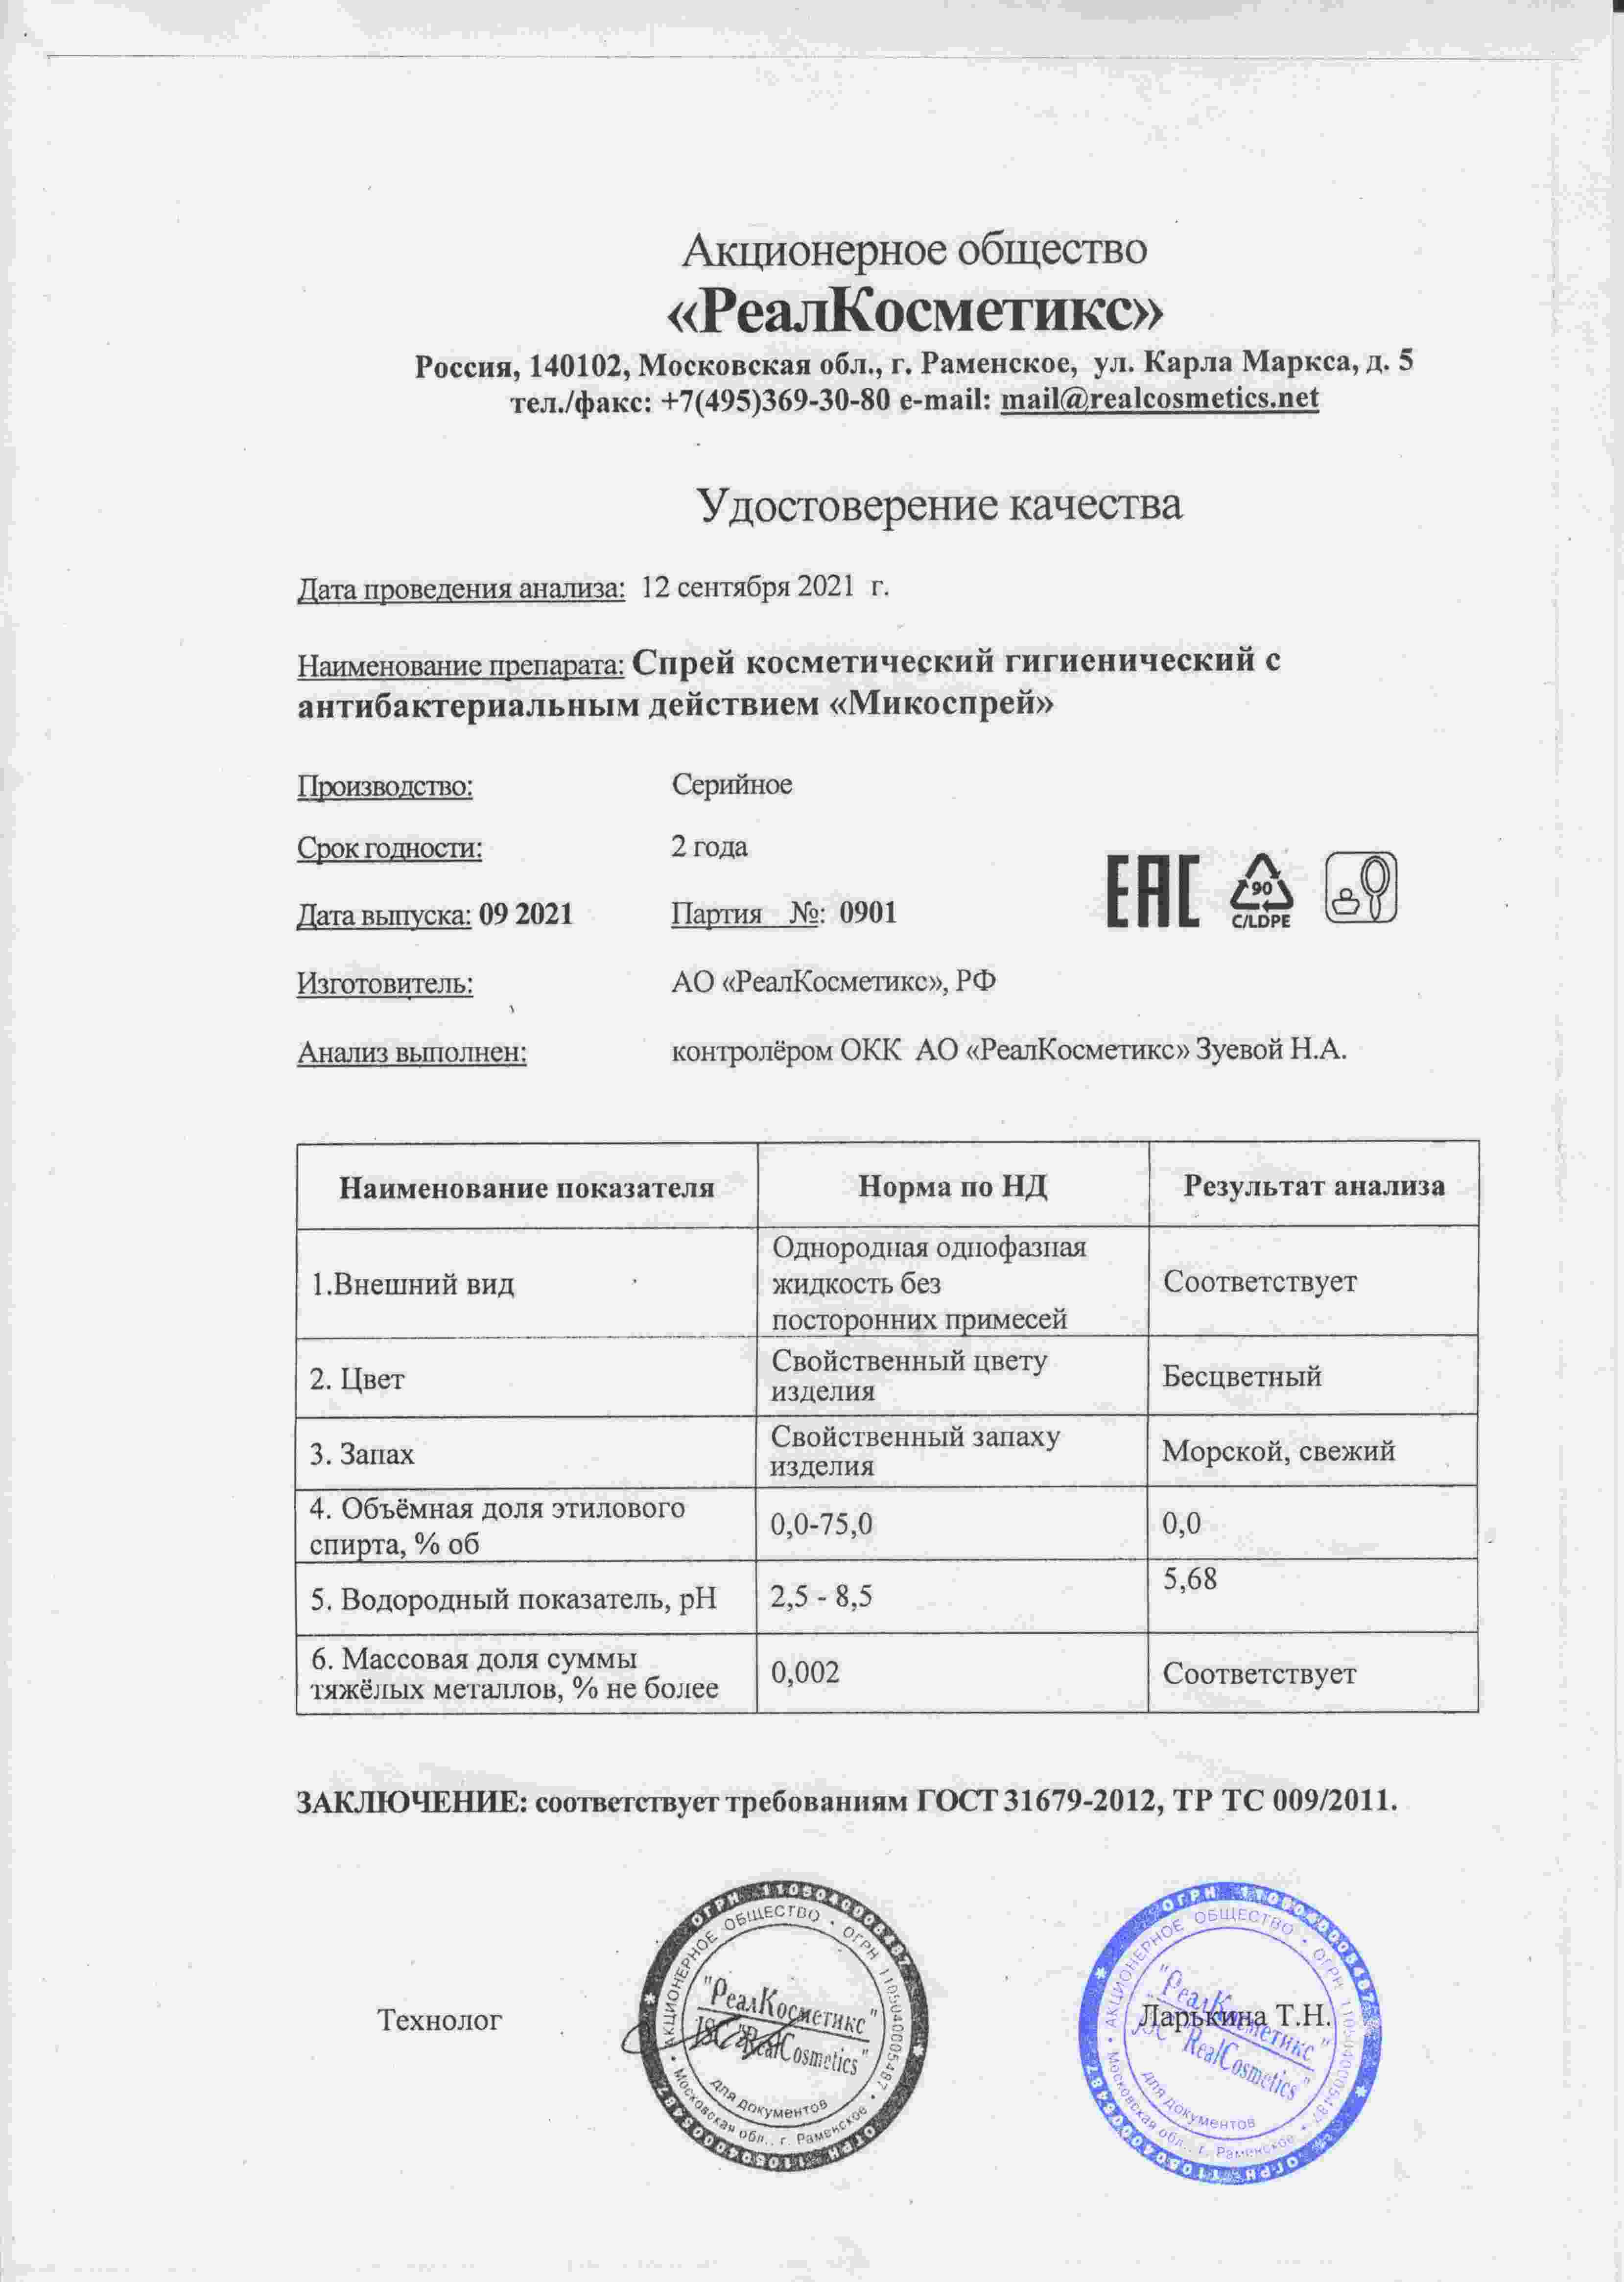 Акционерное общество
«РеалКосметикс»
Россия, 140102, Московская обл., г. Раменское, ул. Карла Маркса, д. 5
тел./факс: +7(495)369-30-80 e-mail: mail@realcosmetics.net
Удостоверение качества
Дата проведения анализа: 12 сентября 2021 г.
Наименование препарата: Спрей косметический гигиенический с
антибактериальным действием «Микоспрей»
Производство: Серийное
Срок годности: 2 года
Дата выпуска: 09 2021 Партия №: 0901
EAC 90 C/LDPE
Изготовитель: АО «РеалКосметикс», РФ
Анализ выполнен: контролёром ОКК АО «РеалКосметикс» Зуевой Н.А.
Наименование показателя Норма по НД Результат анализа
1.Внешний вид Однородная однофазная
жидкость без
посторонних примесей Соответствует
2. Цвет Свойственный цвету
изделия Бесцветный
3. Запах Свойственный запаху
изделия Морской, свежий
4. Объёмная доля этилового
спирта, % об 0,0-75,0 0,0
5. Водородный показатель, pH 2,5 - 8,5 5,68
6. Массовая доля суммы
тяжёлых металлов, % не более 0,002 Соответствует
ЗАКЛЮЧЕНИЕ: соответствует требованиям ГОСТ 31679-2012, ТР ТС 009/2011.
Технолог Ларькина Т.Н.
ОГРН 1105040005487
АКЦИОНЕРНОЕ ОБЩЕСТВО • ОГРН 1105040005487 • Московская обл., г. Раменское
"РеалКосметикс"
JSC "RealCosmetics"
для документов
ОГРН 1105040005487
АКЦИОНЕРНОЕ ОБЩЕСТВО • ОГРН 1105040005487 • Московская обл., г. Раменское
"РеалКосметикс"
JSC "RealCosmetics"
для документов